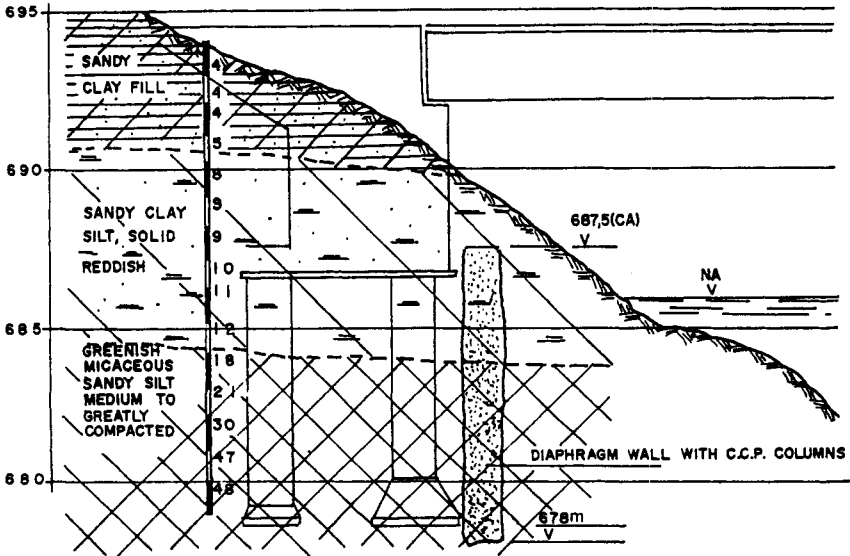 695
SANDY
CLAY FILL
4
4
4
5
8
9
9
10
11
12
18
21
30
47
48
690
SANDY CLAY
SILT, SOLID
REDDISH
687,5(CA)
NA
685
GREENISH
MICACEOUS
SANDY SILT
MEDIUM TO
GREATLY
COMPACTED
DIAPHRAGM WALL WITH C.C.P. COLUMNS
680
678m